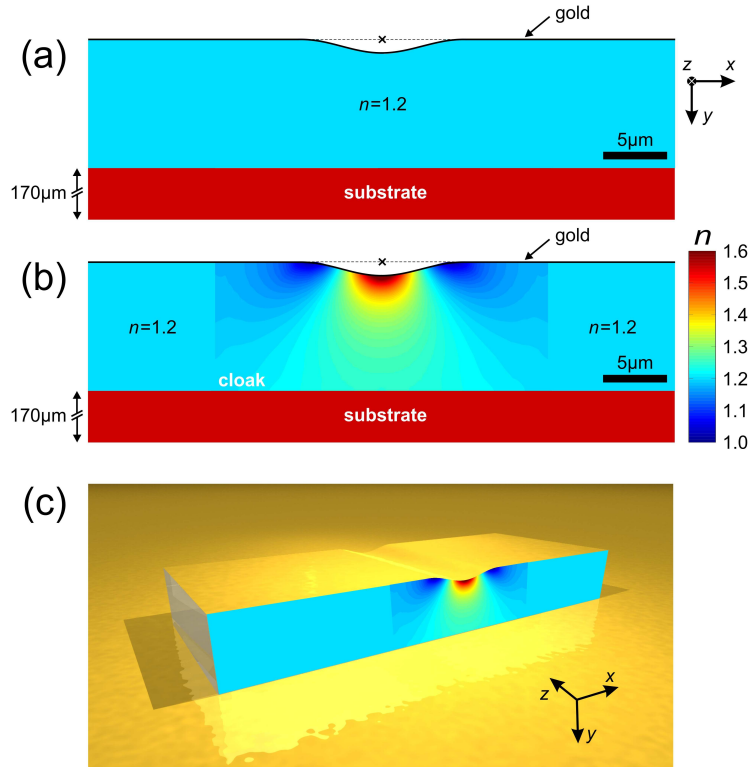 gold
(a)
z
x
n=1.2
y
5µm
170µm
substrate
gold
n
(b)
1.6
1.5
n=1.2
n=1.2
1.4
1.3
5µm
1.2
cloak
1.1
170µm
substrate
1.0
(c)
x
z
y